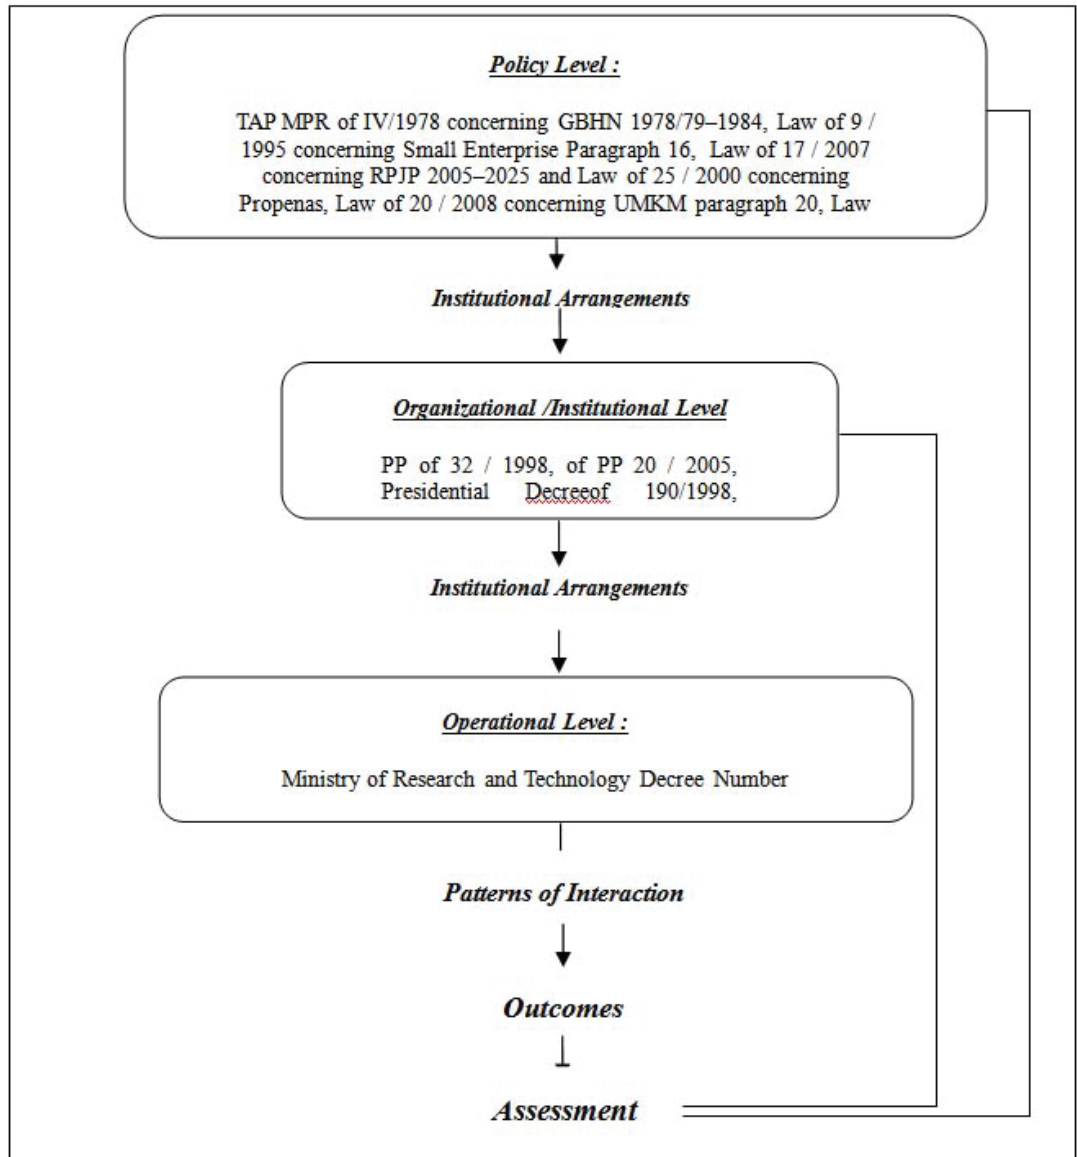 Policy Level :
TAP MPR of IV/1978 concerning GBHN 1978/79–1984, Law of 9 /
1995 concerning Small Enterprise Paragraph 16, Law of 17 / 2007
concerning RPJP 2005–2025 and Law of 25 / 2000 concerning
Propenas, Law of 20 / 2008 concerning UMKM paragraph 20, Law
Institutional Arrangements
Organizational /Institutional Level
PP of 32 / 1998, of PP 20 / 2005,
Presidential Decreeof 190/1998,
Institutional Arrangements
Operational Level :
Ministry of Research and Technology Decree Number
Patterns of Interaction
Outcomes
Assessment